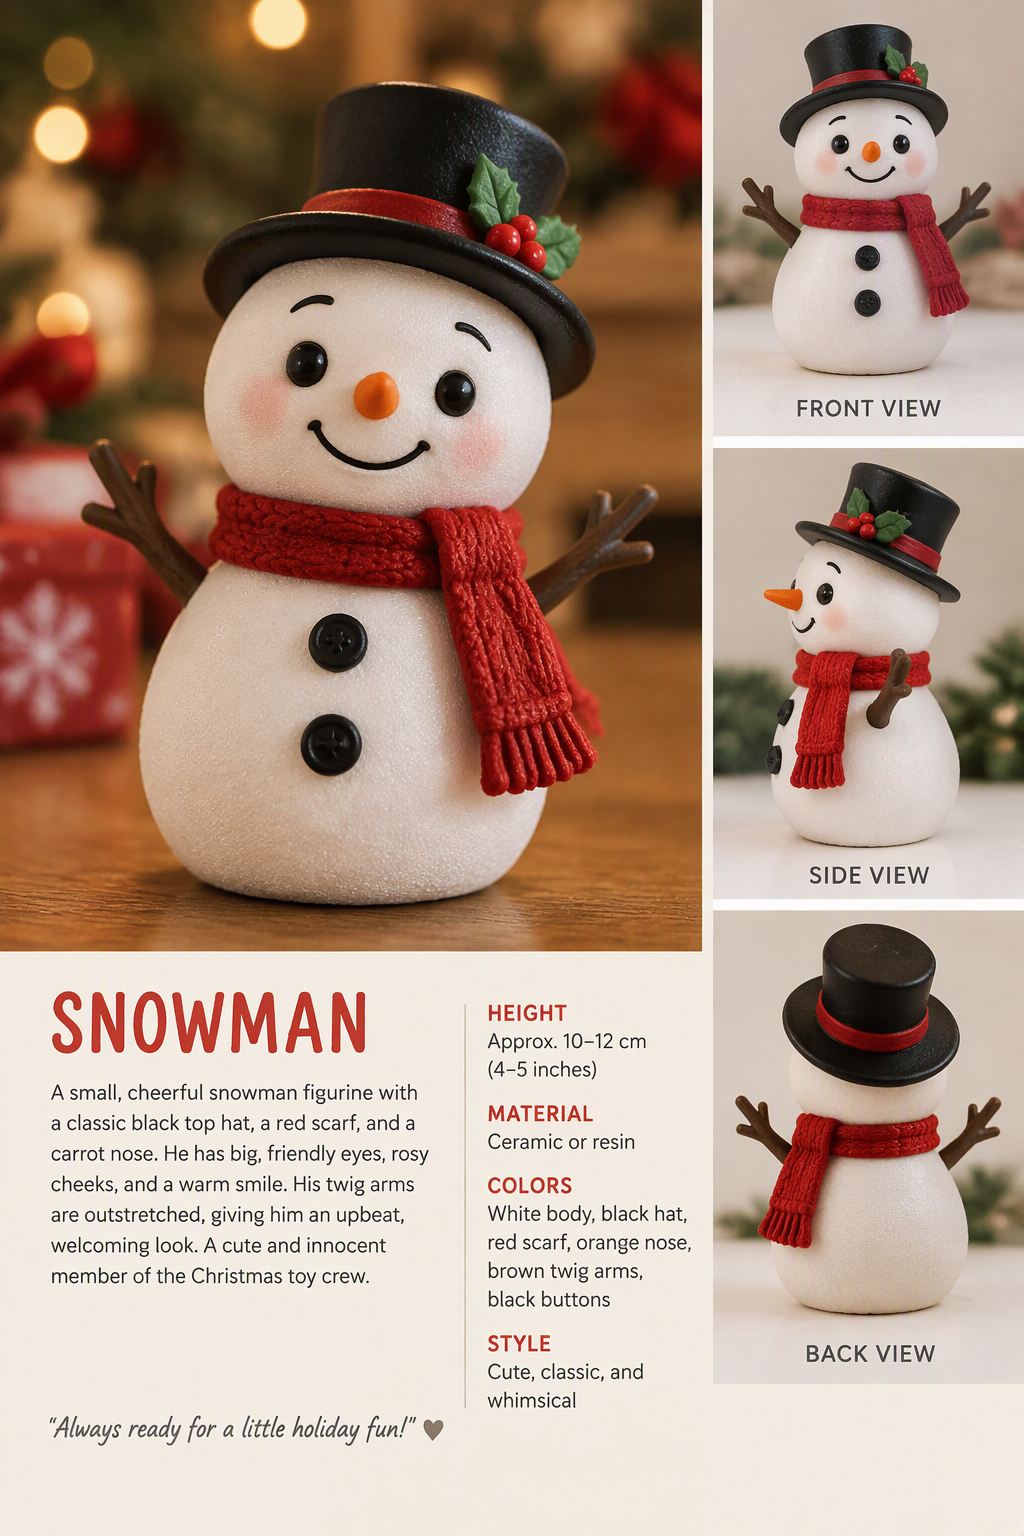 FRONT VIEW
SIDE VIEW
BACK VIEW
SNOWMAN
A small, cheerful snowman figurine with
a classic black top hat, a red scarf, and a
carrot nose. He has big, friendly eyes, rosy
cheeks, and a warm smile. His twig arms
are outstretched, giving him an upbeat,
welcoming look. A cute and innocent
member of the Christmas toy crew.
"Always ready for a little holiday fun!" ♥
HEIGHT
Approx. 10–12 cm
(4–5 inches)
MATERIAL
Ceramic or resin
COLORS
White body, black hat,
red scarf, orange nose,
brown twig arms,
black buttons
STYLE
Cute, classic, and
whimsical